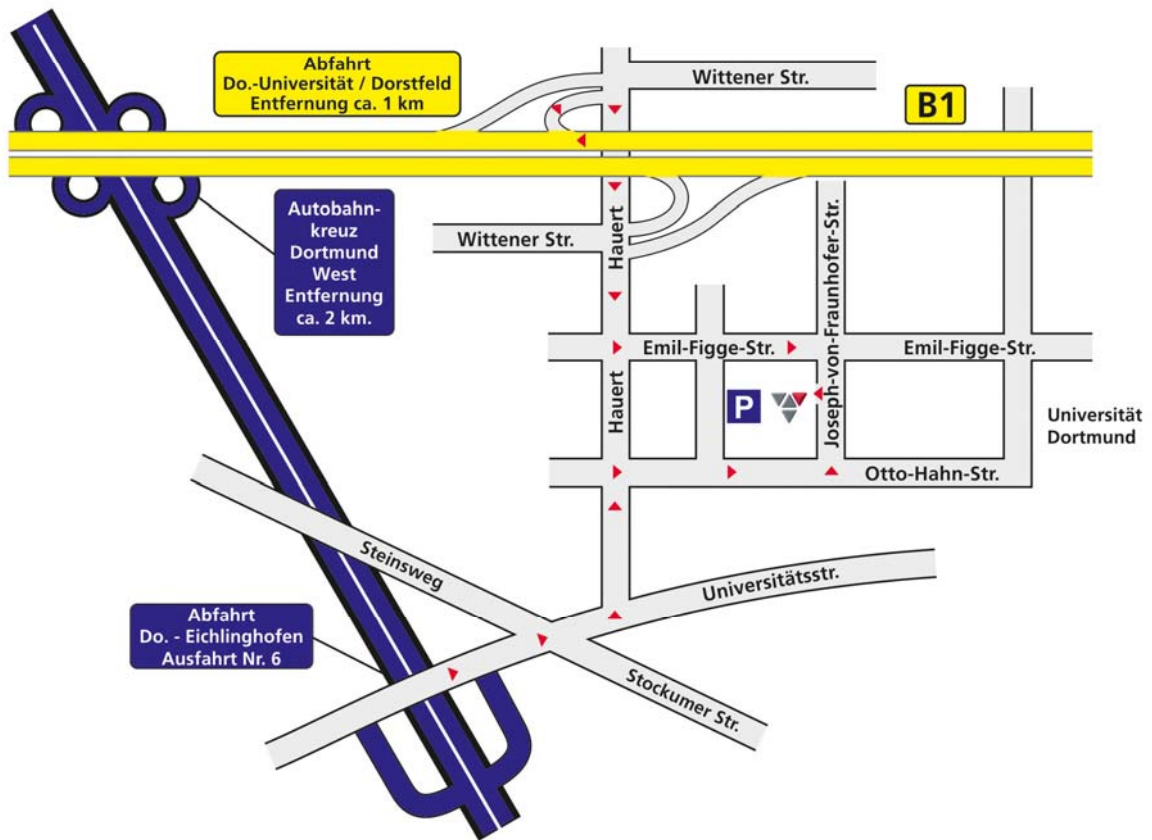 Abfahrt
Do.-Universität / Dorstfeld
Entfernung ca. 1 km
Wittener Str.
B1
Autobahn-
kreuz
Dortmund
West
Entfernung
ca. 2 km.
Wittener Str.
Hauert
Joseph-von-Fraunhofer-Str.
Emil-Figge-Str.
Emil-Figge-Str.
Hauert
P
Universität
Dortmund
Otto-Hahn-Str.
Steinsweg
Universitätsstr.
Abfahrt
Do. - Eichlinghofen
Ausfahrt Nr. 6
Stockumer Str.